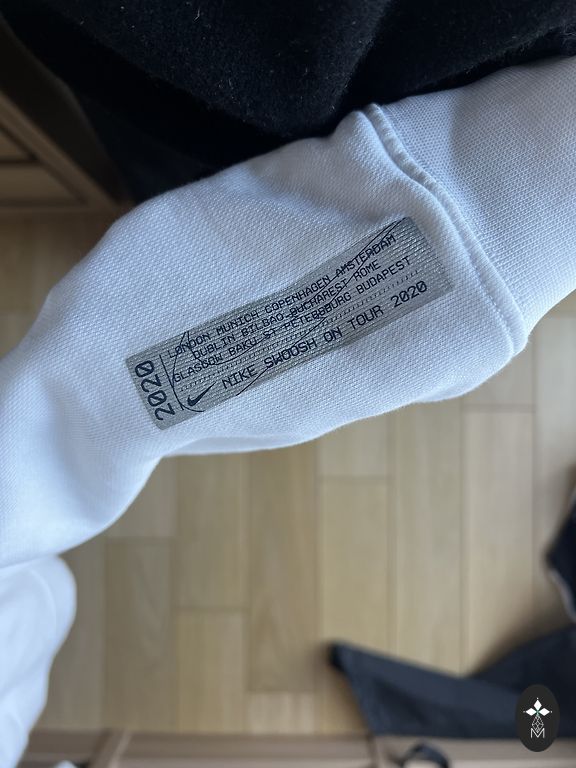 2020
LONDON MUNICH COPENHAGEN AMSTERDAM
DUBLIN BILBAO BUCHAREST ROME
GLASGOW BAKU ST PETERSBURG BUDAPEST
NIKE SWOOSH ON TOUR 2020
M